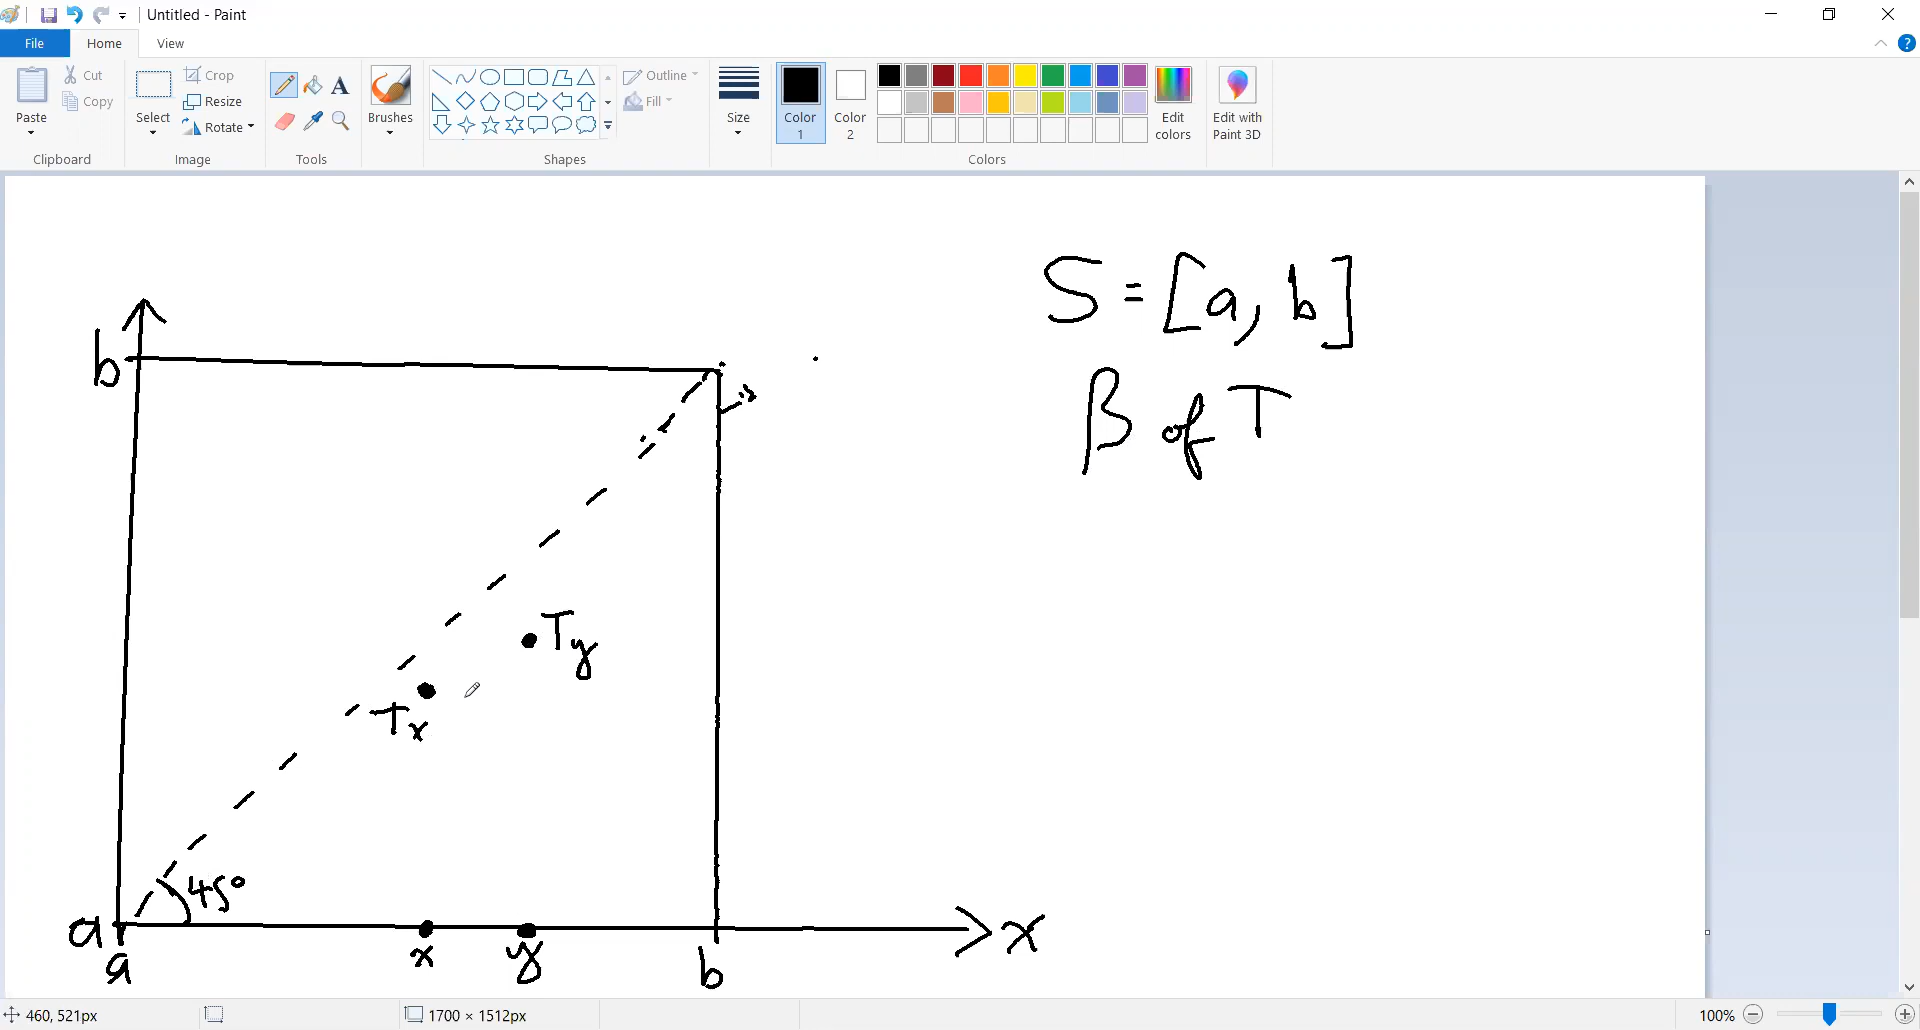 Untitled - Paint
File
Home
View
Paste
Cut
Copy
Clipboard
Select
Crop
Resize
Rotate
Image
A
Tools
Brushes
Outline
Fill
Shapes
Size
Color 1
Color 2
Edit colors
Edit with Paint 3D
Colors
S = [a, b]
β of T
b
Ty
Tx
45°
a
a
x
y
b
x
460, 521px
1700 × 1512px
100%